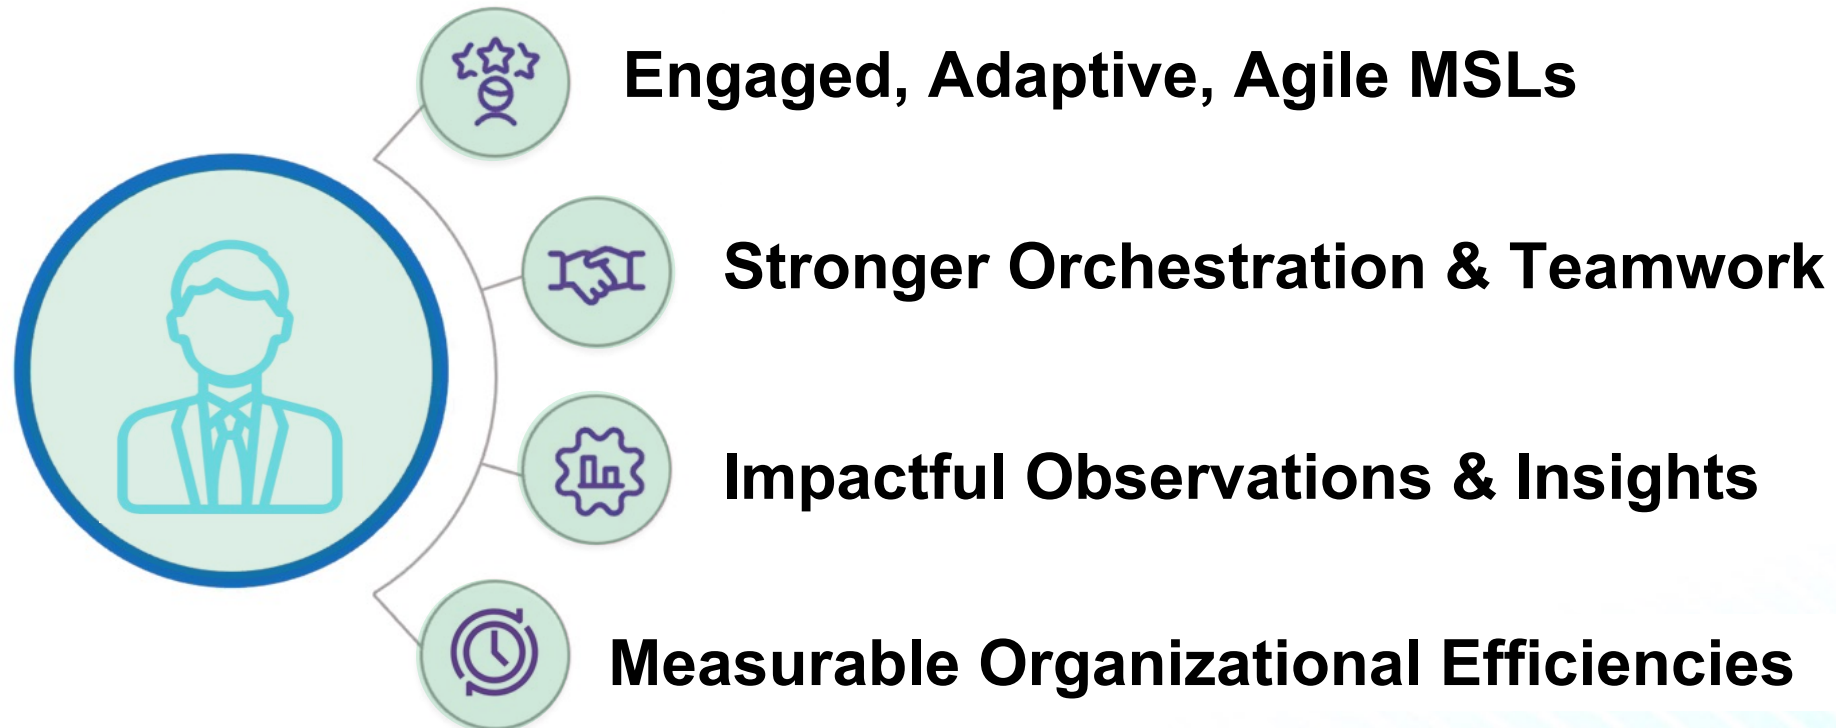 Engaged, Adaptive, Agile MSLs
Stronger Orchestration & Teamwork
Impactful Observations & Insights
Measurable Organizational Efficiencies